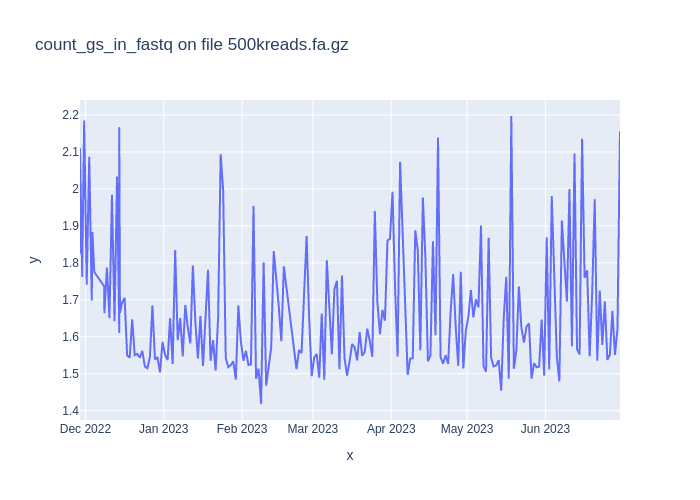 count_gs_in_fastq on file 500kreads.fa.gz
2.2
2.1
2
1.9
1.8
1.7
1.6
1.5
1.4
y
Dec 2022 Jan 2023 Feb 2023 Mar 2023 Apr 2023 May 2023 Jun 2023
x